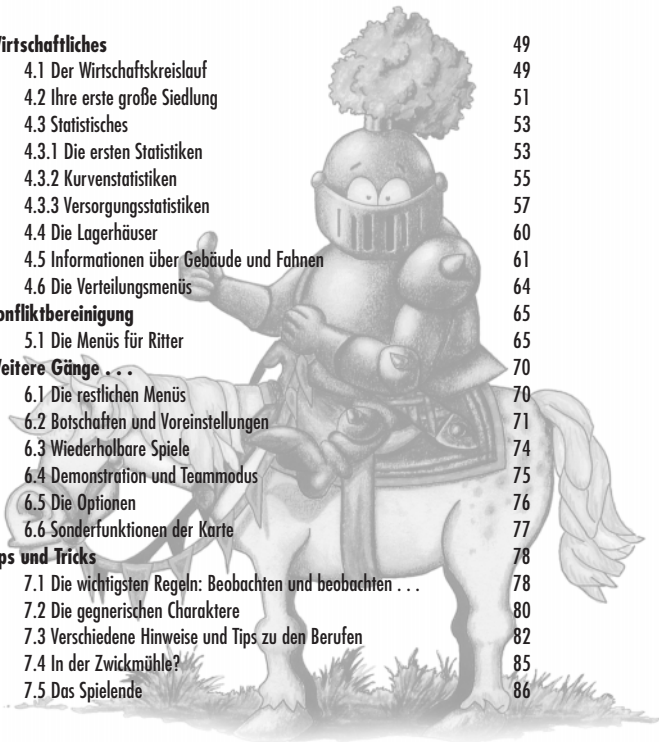 irtschaftliches 49
4.1 Der Wirtschaftskreislauf 49
4.2 Ihre erste große Siedlung 51
4.3 Statistisches 53
4.3.1 Die ersten Statistiken 53
4.3.2 Kurvenstatistiken 55
4.3.3 Versorgungsstatistiken 57
4.4 Die Lagerhäuser 60
4.5 Informationen über Gebäude und Fahnen 61
4.6 Die Verteilungsmenüs 64
onfliktbereinigung 65
5.1 Die Menüs für Ritter 65
eitere Gänge . . . 70
6.1 Die restlichen Menüs 70
6.2 Botschaften und Voreinstellungen 71
6.3 Wiederholbare Spiele 74
6.4 Demonstration und Teammodus 75
6.5 Die Optionen 76
6.6 Sonderfunktionen der Karte 77
ps und Tricks 78
7.1 Die wichtigsten Regeln: Beobachten und beobachten . . . 78
7.2 Die gegnerischen Charaktere 80
7.3 Verschiedene Hinweise und Tips zu den Berufen 82
7.4 In der Zwickmühle? 85
7.5 Das Spielende 86